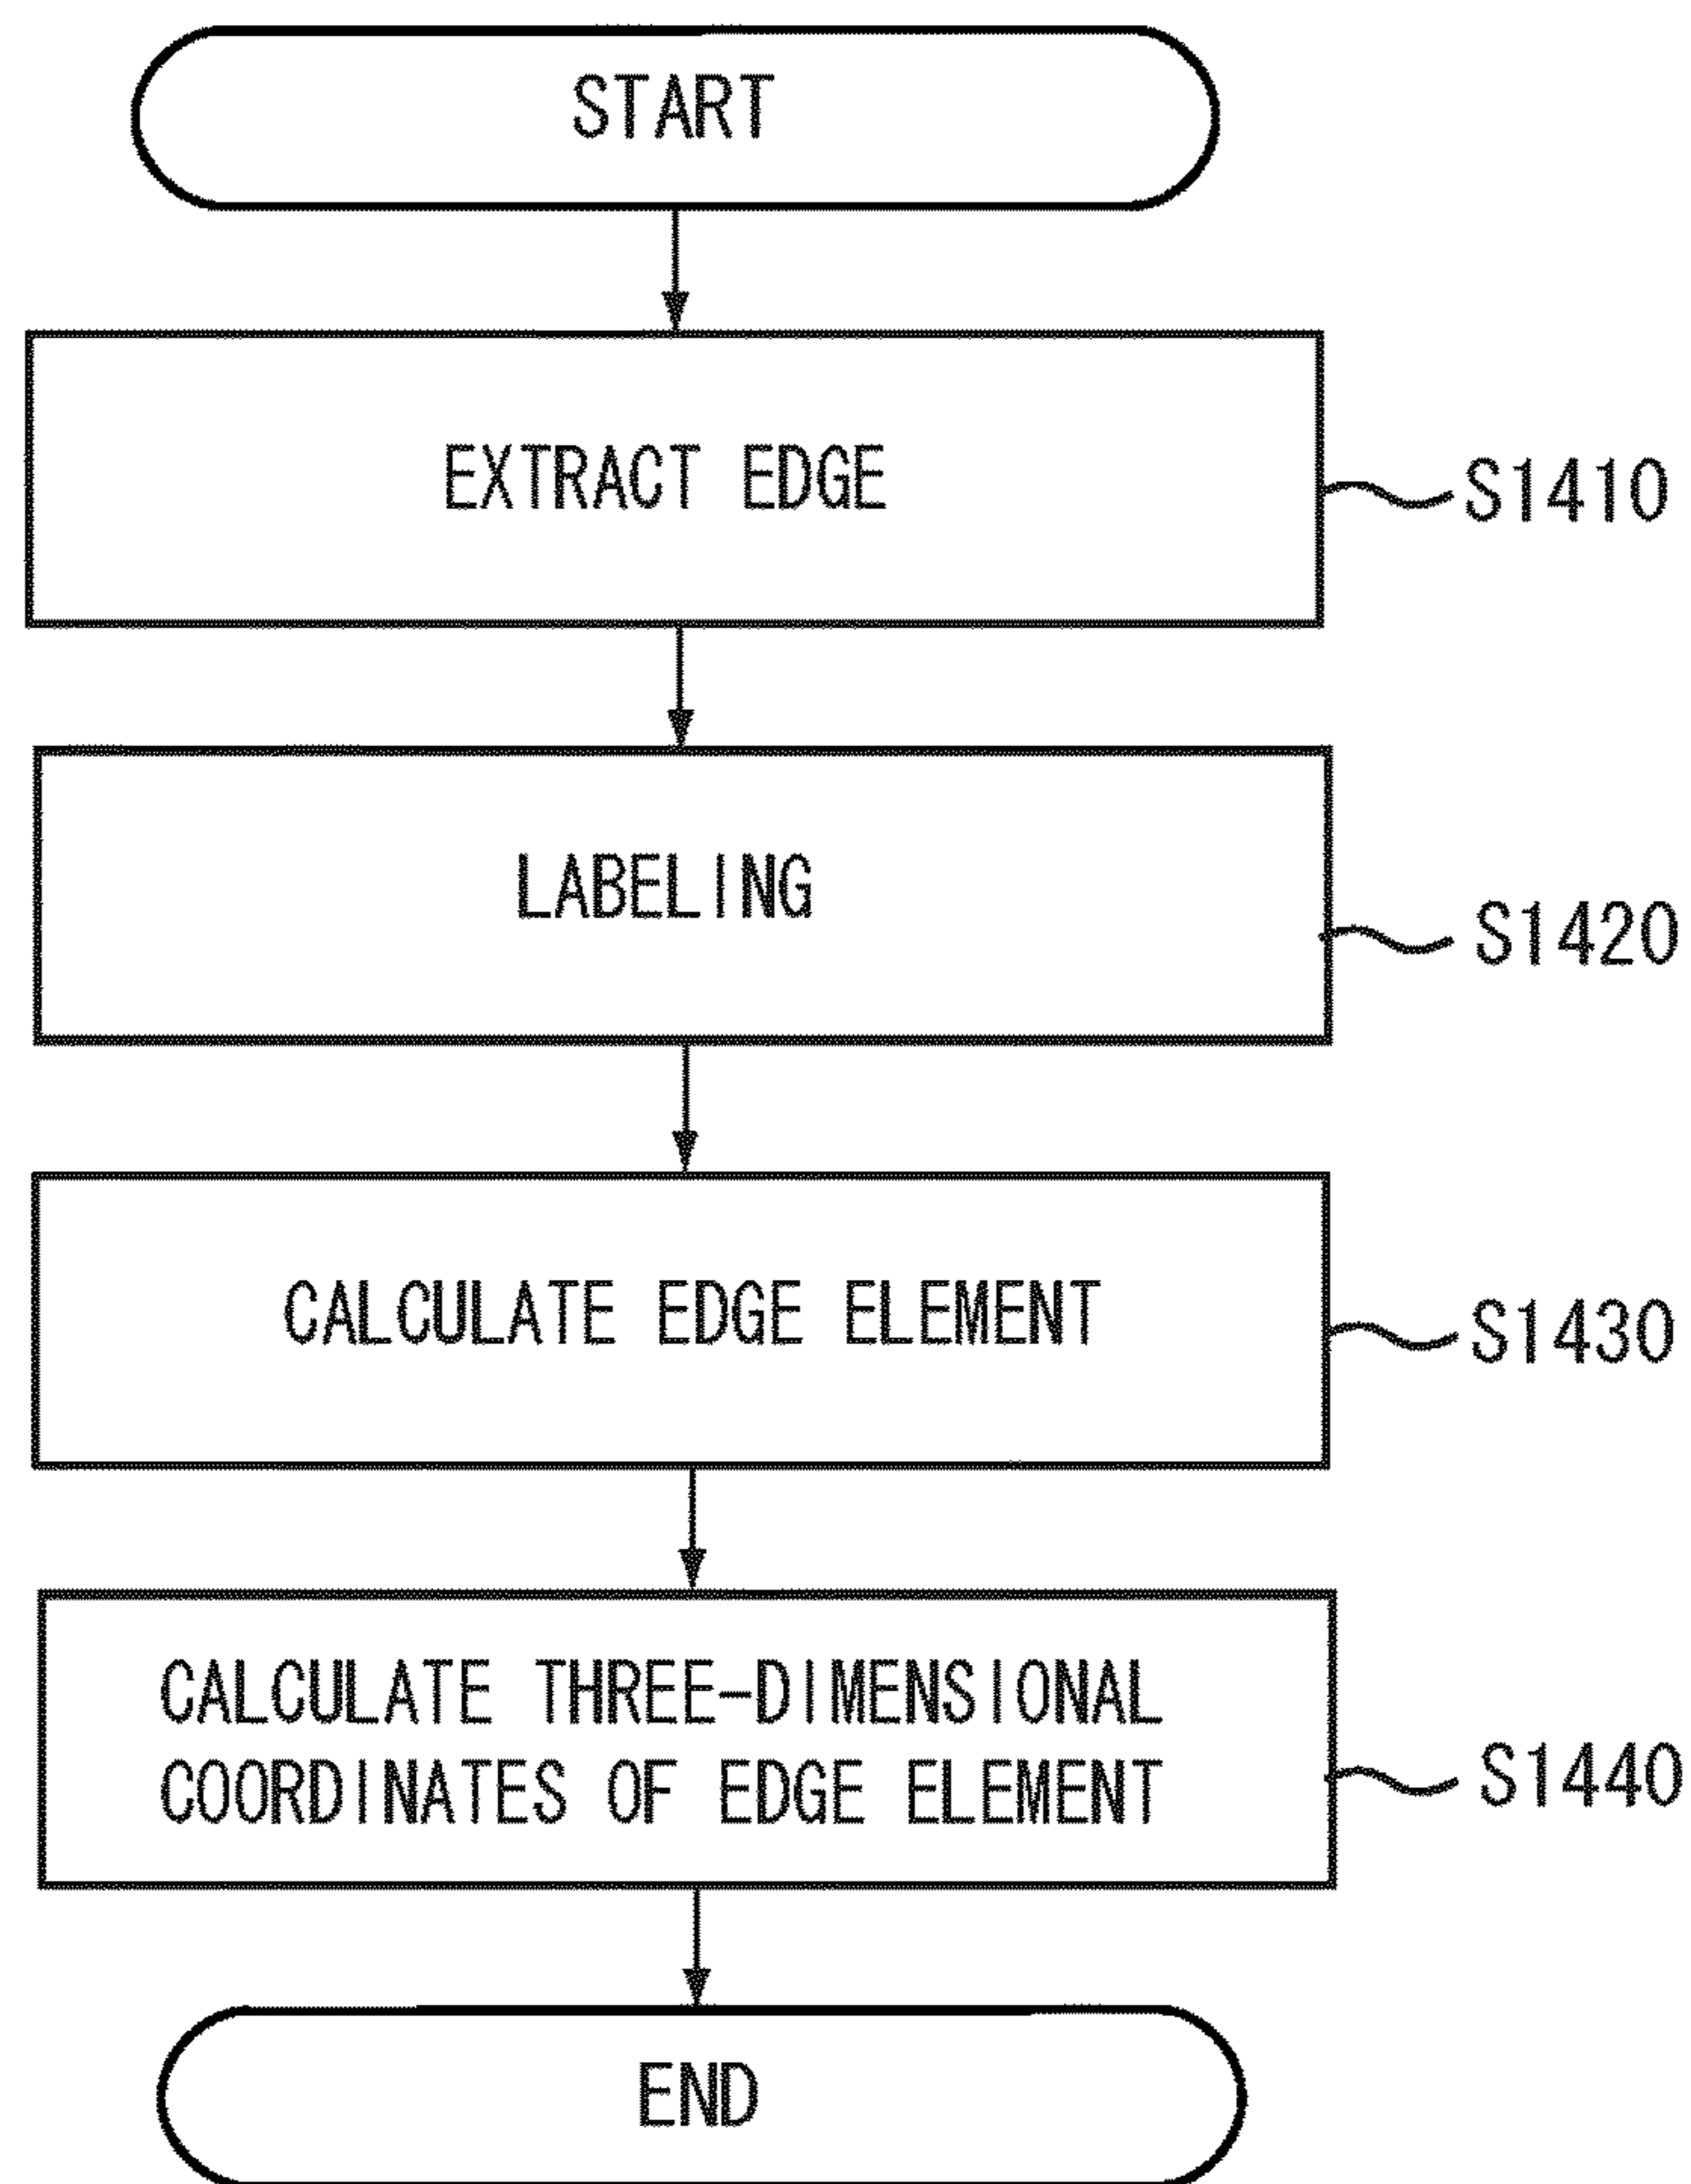 START
EXTRACT EDGE
S1410
LABELING
S1420
CALCULATE EDGE ELEMENT
S1430
CALCULATE THREE-DIMENSIONAL
COORDINATES OF EDGE ELEMENT
S1440
END